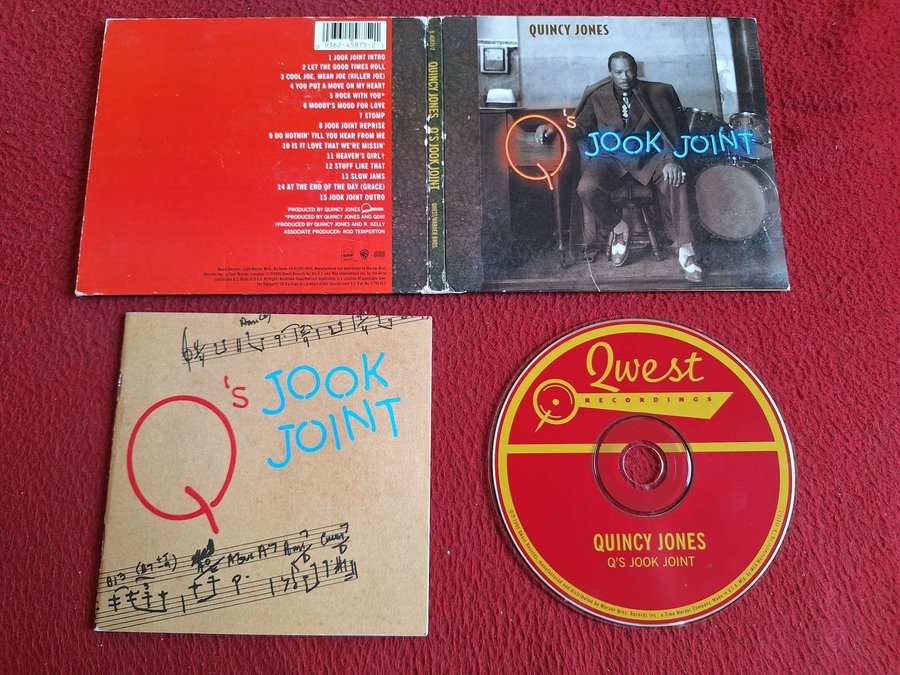 9362-45875-2
1 JOOK JOINT INTRO
2 LET THE GOOD TIMES ROLL
3 COOL JOE, MEAN JOE (KILLER JOE)
4 YOU PUT A MOVE ON MY HEART
5 ROCK WITH YOU*
6 MOODY'S MOOD FOR LOVE
7 STOMP
8 JOOK JOINT REPRISE
9 DO NOTHIN' TILL YOU HEAR FROM ME
10 IS IT LOVE THAT WE'RE MISSIN'
11 HEAVEN'S GIRL†
12 STUFF LIKE THAT
13 SLOW JAMS
14 AT THE END OF THE DAY (GRACE)
15 JOOK JOINT OUTRO
PRODUCED BY QUINCY JONES
*PRODUCED BY QUINCY JONES AND QDIII
†PRODUCED BY QUINCY JONES AND R. KELLY
ASSOCIATE PRODUCER: ROD TEMPERTON
QUINCY JONES Q'S JOOK JOINT
QUINCY JONES
Q'S JOOK JOINT
Q'S JOOK
JOINT
Qwest
RECORDINGS
QUINCY JONES
Q'S JOOK JOINT